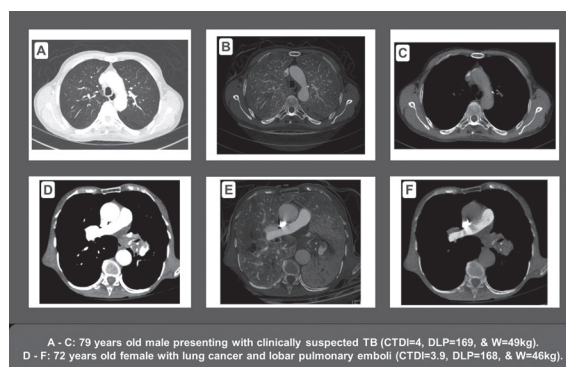 A
B
C
D
E
F
A - C: 79 years old male presenting with clinically suspected TB (CTDI=4, DLP=169, & W=49kg).
D - F: 72 years old female with lung cancer and lobar pulmonary emboli (CTDI=3.9, DLP=168, & W=46kg).